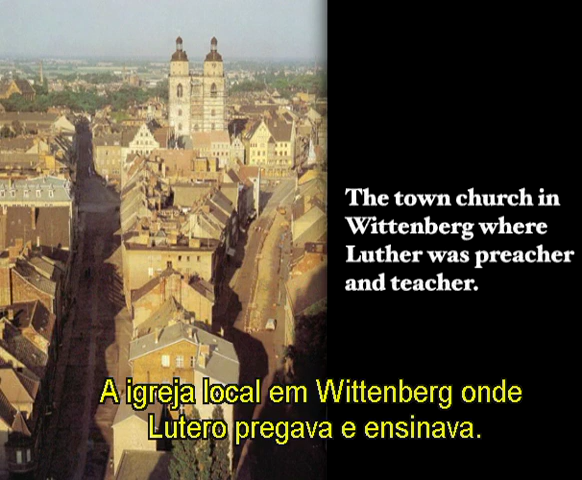 The town church in
Wittenberg where
Luther was preacher
and teacher.
A igreja local em Wittenberg onde
Lutero pregava e ensinava.